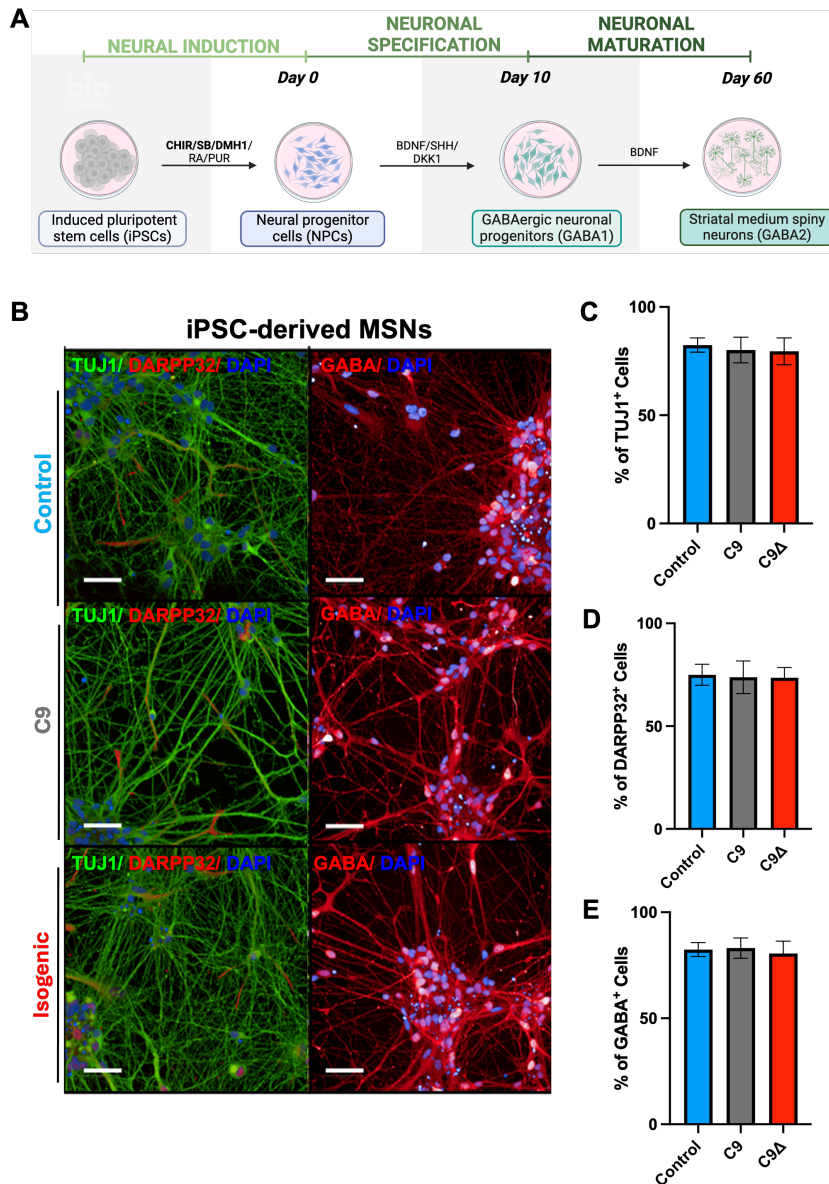 A
NEURAL INDUCTION
NEURONAL
SPECIFICATION
NEURONAL
MATURATION
Day 0
Day 10
Day 60
CHIR/SB/DMH1/
RA/PUR
BDNF/SHH/
DKK1
BDNF
Induced pluripotent
stem cells (iPSCs)
Neural progenitor
cells (NPCs)
GABAergic neuronal
progenitors (GABA1)
Striatal medium spiny
neurons (GABA2)
B
iPSC-derived MSNs
TUJ1/ DARPP32/ DAPI
GABA/ DAPI
Control
TUJ1/ DARPP32/ DAPI
GABA/ DAPI
C9
TUJ1/ DARPP32/ DAPI
GABA/ DAPI
Isogenic
C
% of TUJ1⁺ Cells
100
50
0
Control
C9
C9Δ
D
% of DARPP32⁺ Cells
100
50
0
Control
C9
C9Δ
E
% of GABA⁺ Cells
100
50
0
Control
C9
C9Δ